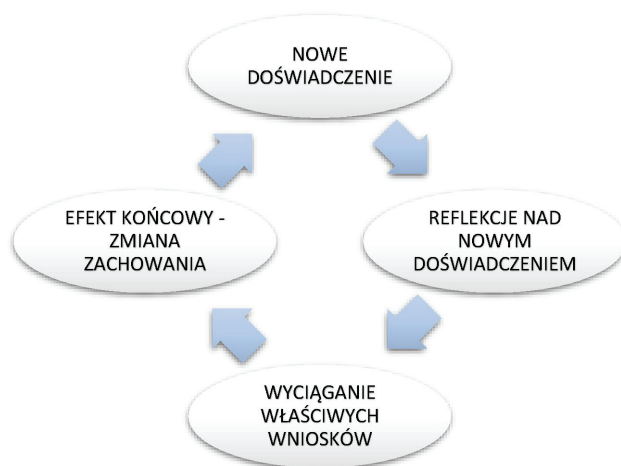 NOWE
DOŚWIADCZENIE
REFLEKCJE NAD
NOWYM
DOŚWIADCZENIEM
WYCIĄGANIE
WŁAŚCIWYCH
WNIOSKÓW
EFEKT KOŃCOWY -
ZMIANA
ZACHOWANIA